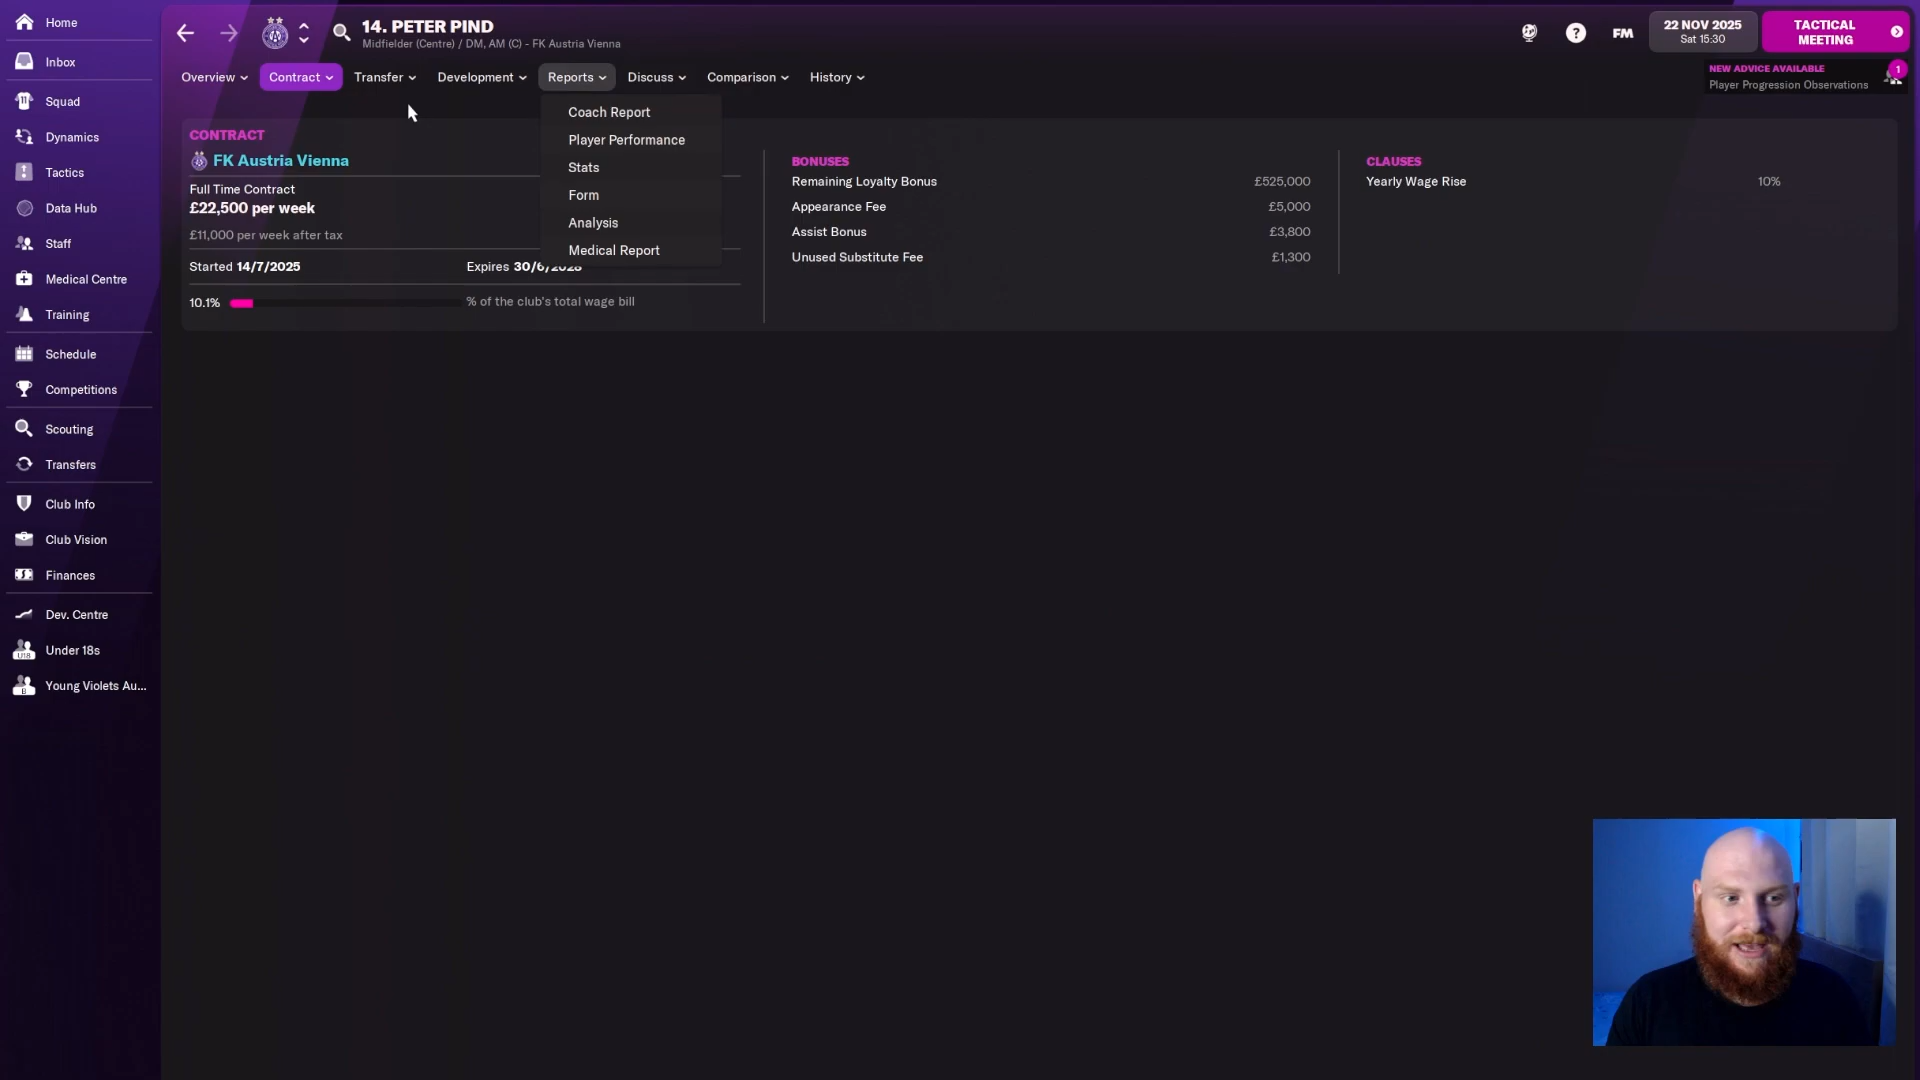 Home
Inbox
Squad
Dynamics
Tactics
Data Hub
Staff
Medical Centre
Training
Schedule
Competitions
Scouting
Transfers
Club Info
Club Vision
Finances
Dev. Centre
Under 18s
Young Violets Au...
14. PETER PIND
Midfielder (Centre) / DM, AM (C) - FK Austria Vienna
FM
22 NOV 2025
Sat 15:30
TACTICAL
MEETING
Overview
Contract
Transfer
Development
Reports
Discuss
Comparison
History
NEW ADVICE AVAILABLE
Player Progression Observations
1
Coach Report
Player Performance
Stats
Form
Analysis
Medical Report
CONTRACT
FK Austria Vienna
Full Time Contract
£22,500 per week
£11,000 per week after tax
Started 14/7/2025
Expires 30/6/2028
10.1%
% of the club's total wage bill
BONUSES
Remaining Loyalty Bonus £525,000
Appearance Fee £5,000
Assist Bonus £3,800
Unused Substitute Fee £1,300
CLAUSES
Yearly Wage Rise 10%